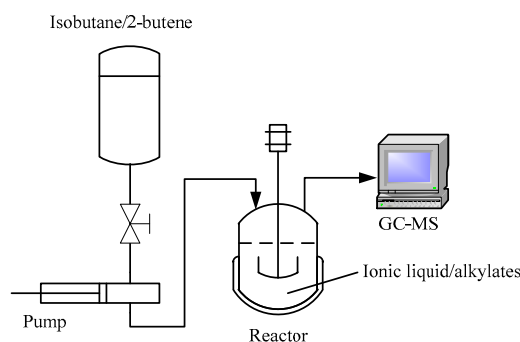 Isobutane/2-butene
GC-MS
Ionic liquid/alkylates
Pump
Reactor